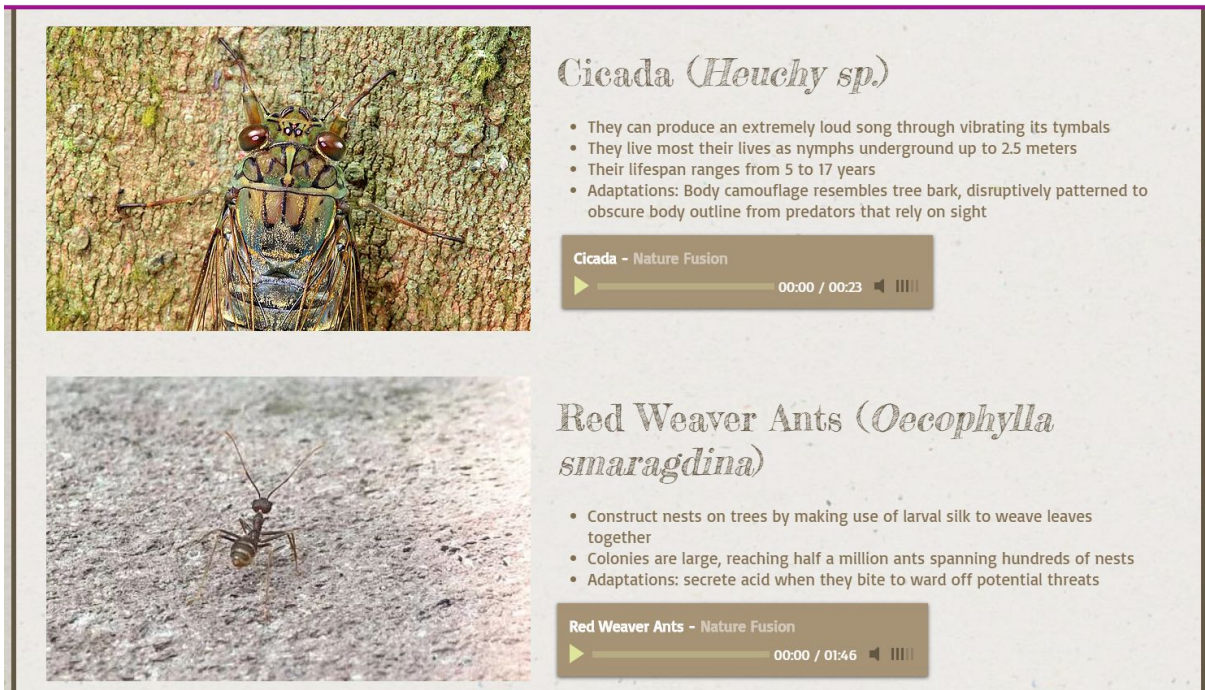 Cicada (Heuchy sp.)
• They can produce an extremely loud song through vibrating its tymbals
• They live most their lives as nymphs underground up to 2.5 meters
• Their lifespan ranges from 5 to 17 years
• Adaptations: Body camouflage resembles tree bark, disruptively patterned to
obscure body outline from predators that rely on sight
Cicada - Nature Fusion
00:00 / 00:23
Red Weaver Ants (Oecophylla
smaragdina)
• Construct nests on trees by making use of larval silk to weave leaves
together
• Colonies are large, reaching half a million ants spanning hundreds of nests
• Adaptations: secrete acid when they bite to ward off potential threats
Red Weaver Ants - Nature Fusion
00:00 / 01:46